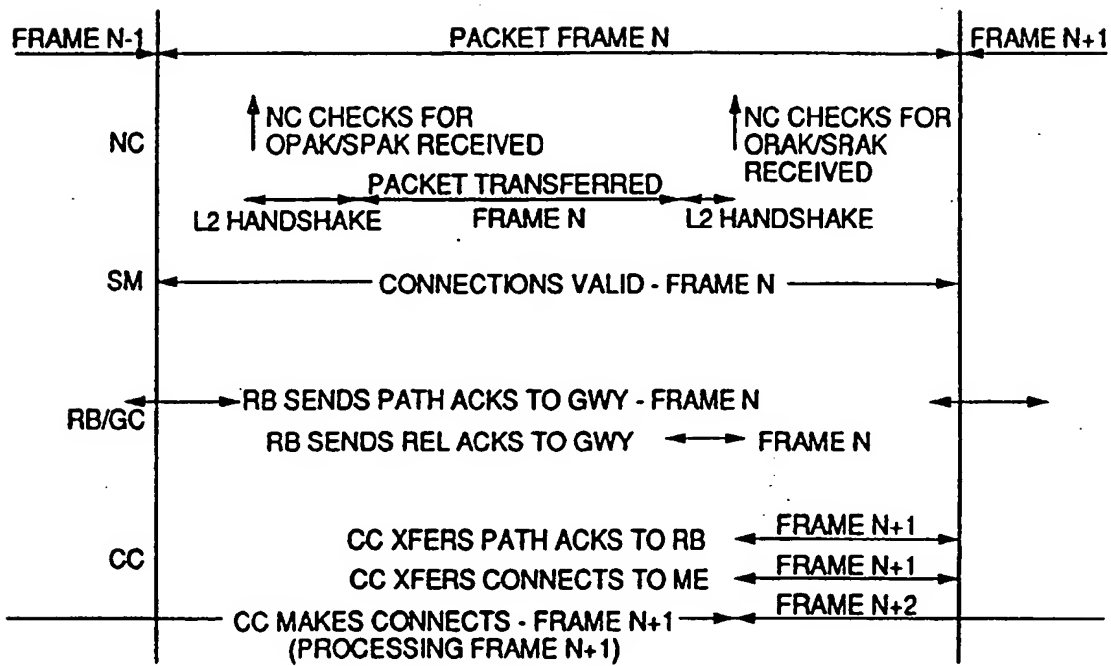 FRAME N-1 PACKET FRAME N FRAME N+1
NC
NC CHECKS FOR
OPAK/SPAK RECEIVED
NC CHECKS FOR
ORAK/SRAK
RECEIVED
PACKET TRANSFERRED
L2 HANDSHAKE FRAME N L2 HANDSHAKE
SM CONNECTIONS VALID - FRAME N
RB/GC
RB SENDS PATH ACKS TO GWY - FRAME N
RB SENDS REL ACKS TO GWY FRAME N
CC
CC XFERS PATH ACKS TO RB FRAME N+1
CC XFERS CONNECTS TO ME FRAME N+1
CC MAKES CONNECTS - FRAME N+1 FRAME N+2
(PROCESSING FRAME N+1)